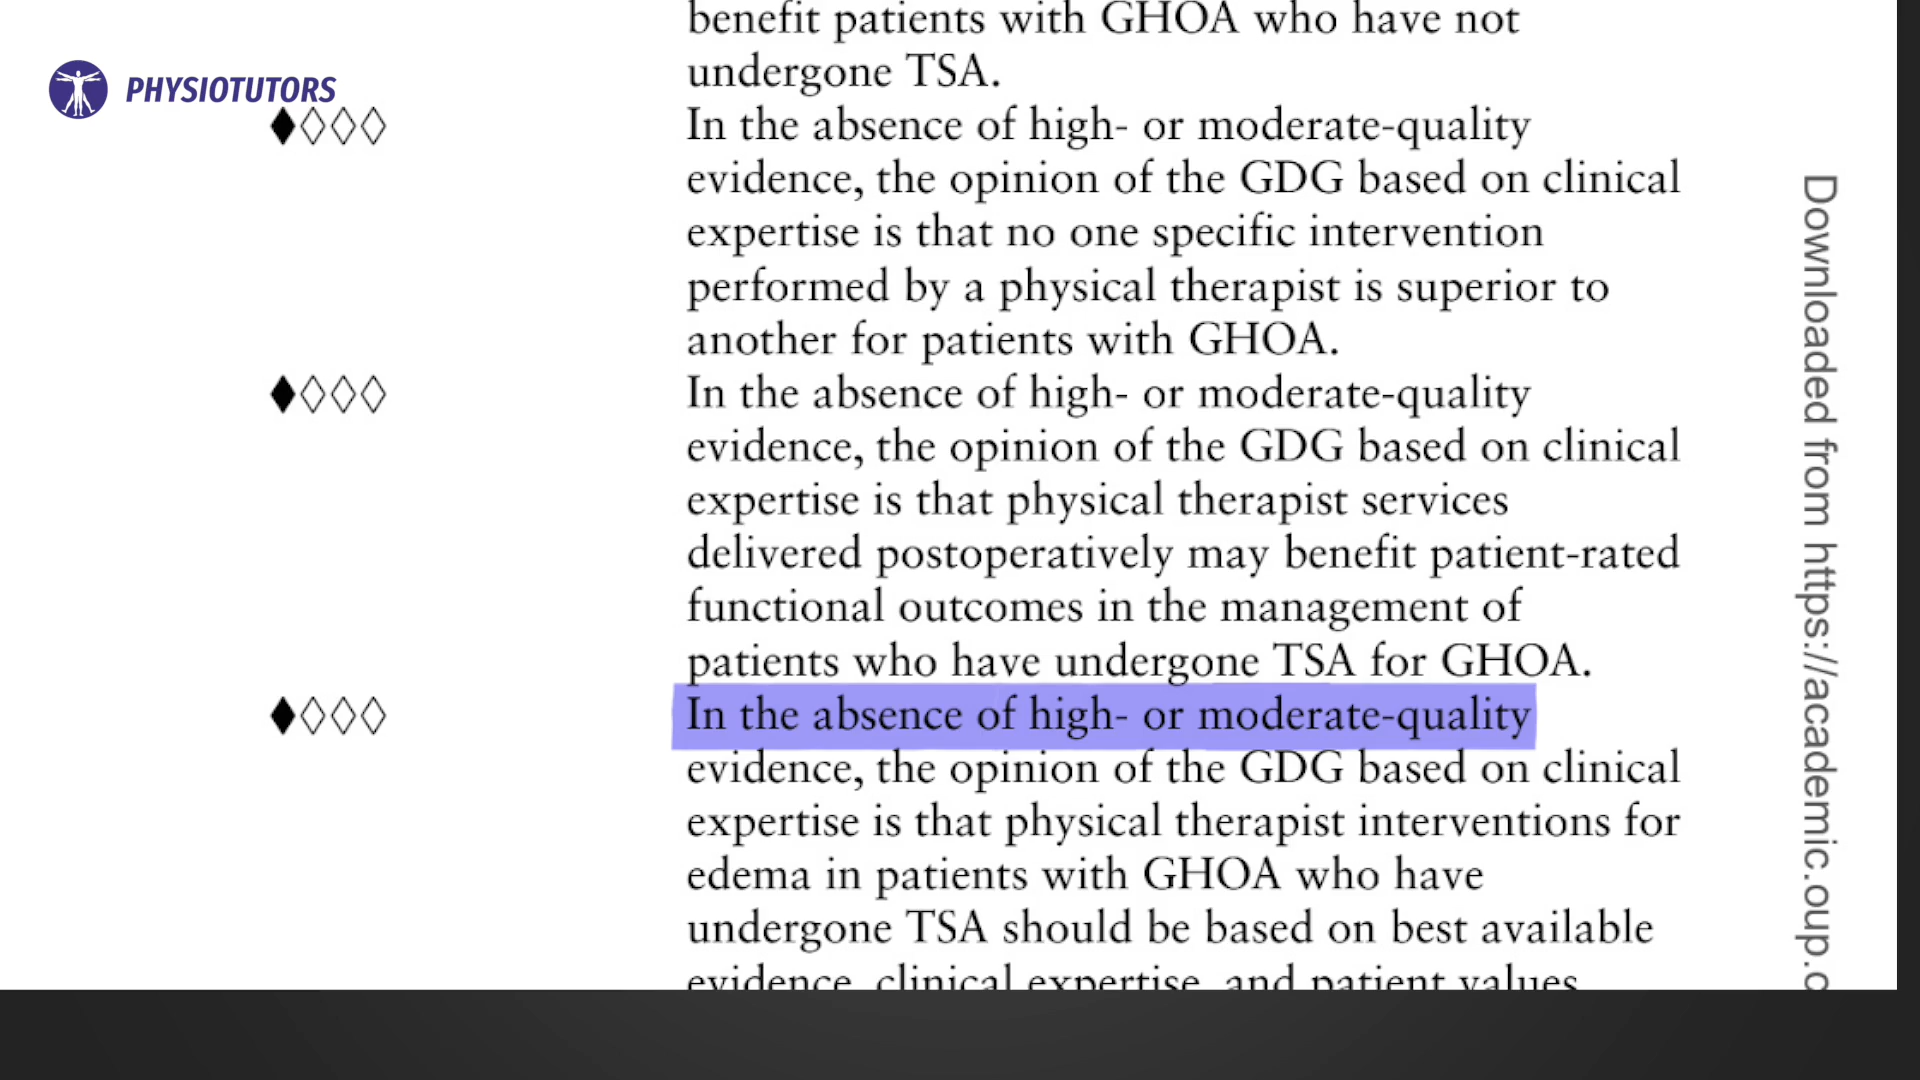 benefit patients with GHOA who have not
undergone TSA.
PHYSIOTUTORS
In the absence of high- or moderate-quality
evidence, the opinion of the GDG based on clinical
expertise is that no one specific intervention
performed by a physical therapist is superior to
another for patients with GHOA.
In the absence of high- or moderate-quality
evidence, the opinion of the GDG based on clinical
expertise is that physical therapist services
delivered postoperatively may benefit patient-rated
functional outcomes in the management of
patients who have undergone TSA for GHOA.
In the absence of high- or moderate-quality
evidence, the opinion of the GDG based on clinical
expertise is that physical therapist interventions for
edema in patients with GHOA who have
undergone TSA should be based on best available
evidence, clinical expertise, and patient values
Downloaded from https://academic.oup.c